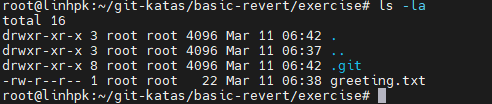 root@linhpk:~/git-katas/basic-revert/exercise# ls -la
total 16
drwxr-xr-x 3 root root 4096 Mar 11 06:42 .
drwxr-xr-x 3 root root 4096 Mar 11 06:37 ..
drwxr-xr-x 8 root root 4096 Mar 11 06:42 .git
-rw-r--r-- 1 root root   22 Mar 11 06:38 greeting.txt
root@linhpk:~/git-katas/basic-revert/exercise#